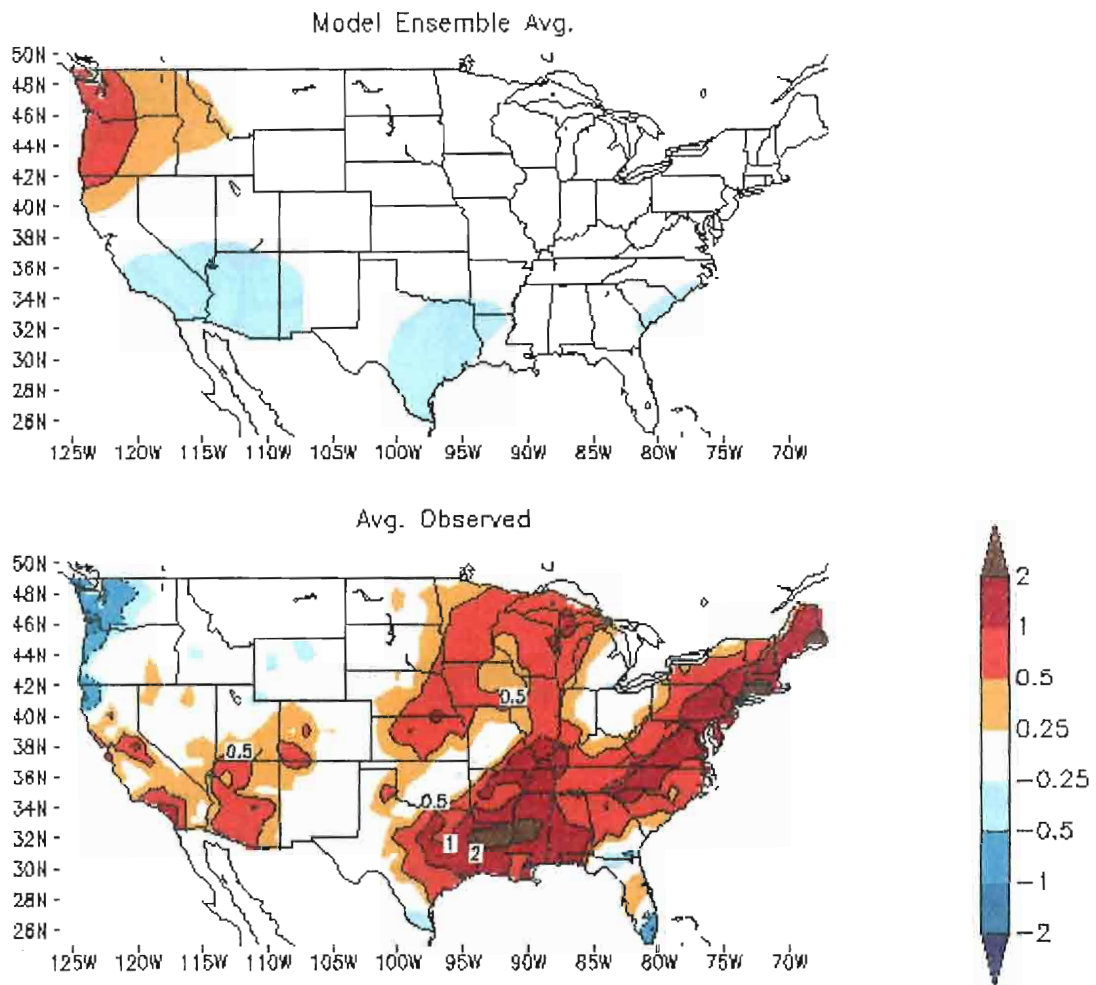 Model Ensemble Avg.
50N
48N
46N
44N
42N
40N
38N
36N
34N
32N
30N
28N
26N
125W 120W 115W 110W 105W 100W 95W 90W 85W 80W 75W 70W
Avg. Observed
50N
48N
46N
44N
42N
40N
38N
36N
34N
32N
30N
28N
26N
0.5
0.5
0.5
1
2
125W 120W 115W 110W 105W 100W 95W 90W 85W 80W 75W 70W
2
1
0.5
0.25
-0.25
-0.5
-1
-2